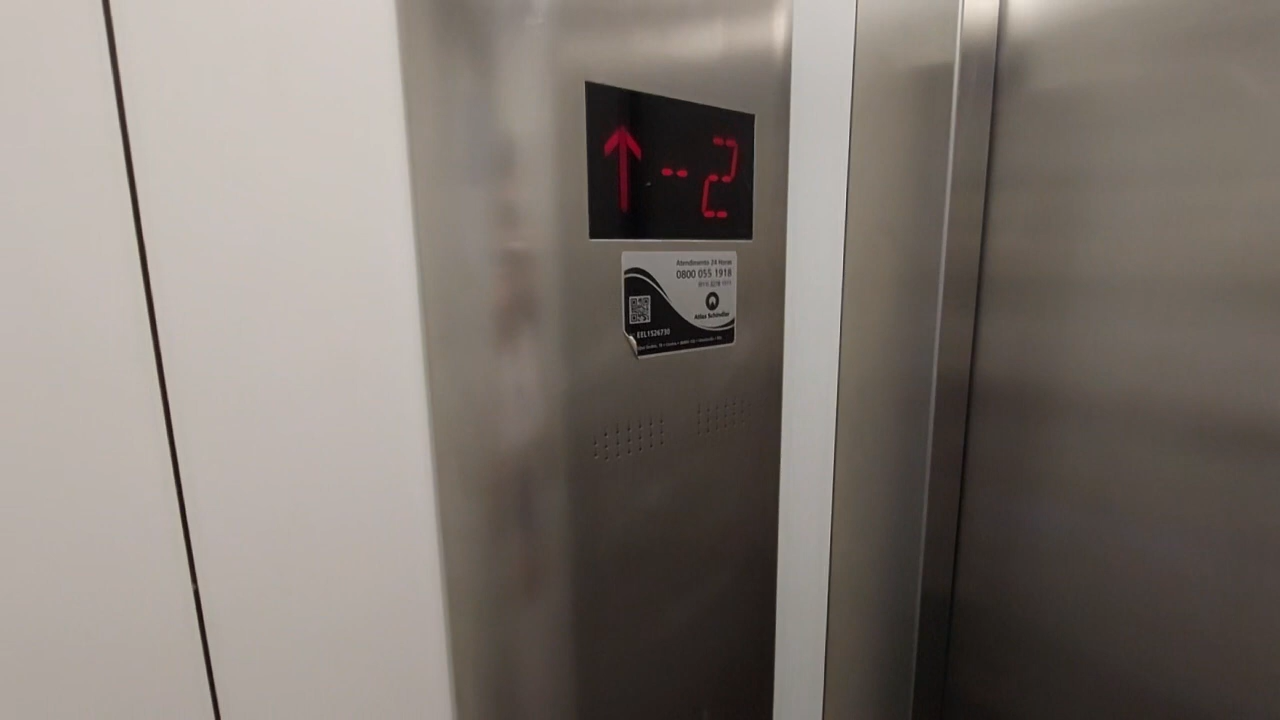 ↑ -2
Atendimento 24 Horas
0800 055 1918
Atlas Schindler
EEL1526730